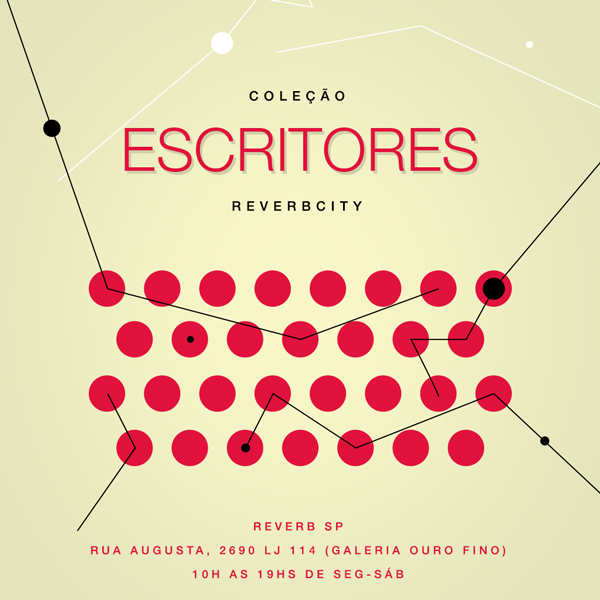 COLEÇÃO
ESCRITORES
REVERBCITY
REVERB SP
RUA AUGUSTA, 2690 LJ 114 (GALERIA OURO FINO)
10H AS 19HS DE SEG-SÁB